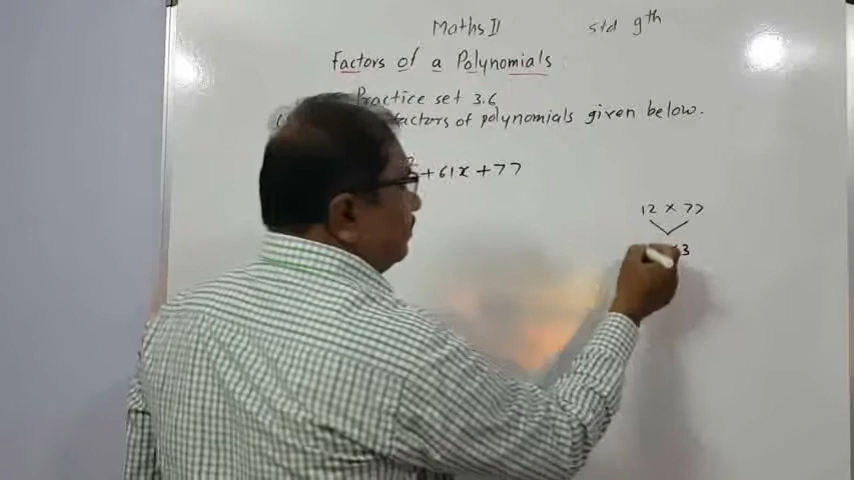 Maths II std 9th
Factors of a Polynomials
Practice set 3.6
factors of polynomials given below.
+61x+77
12 × 77
3